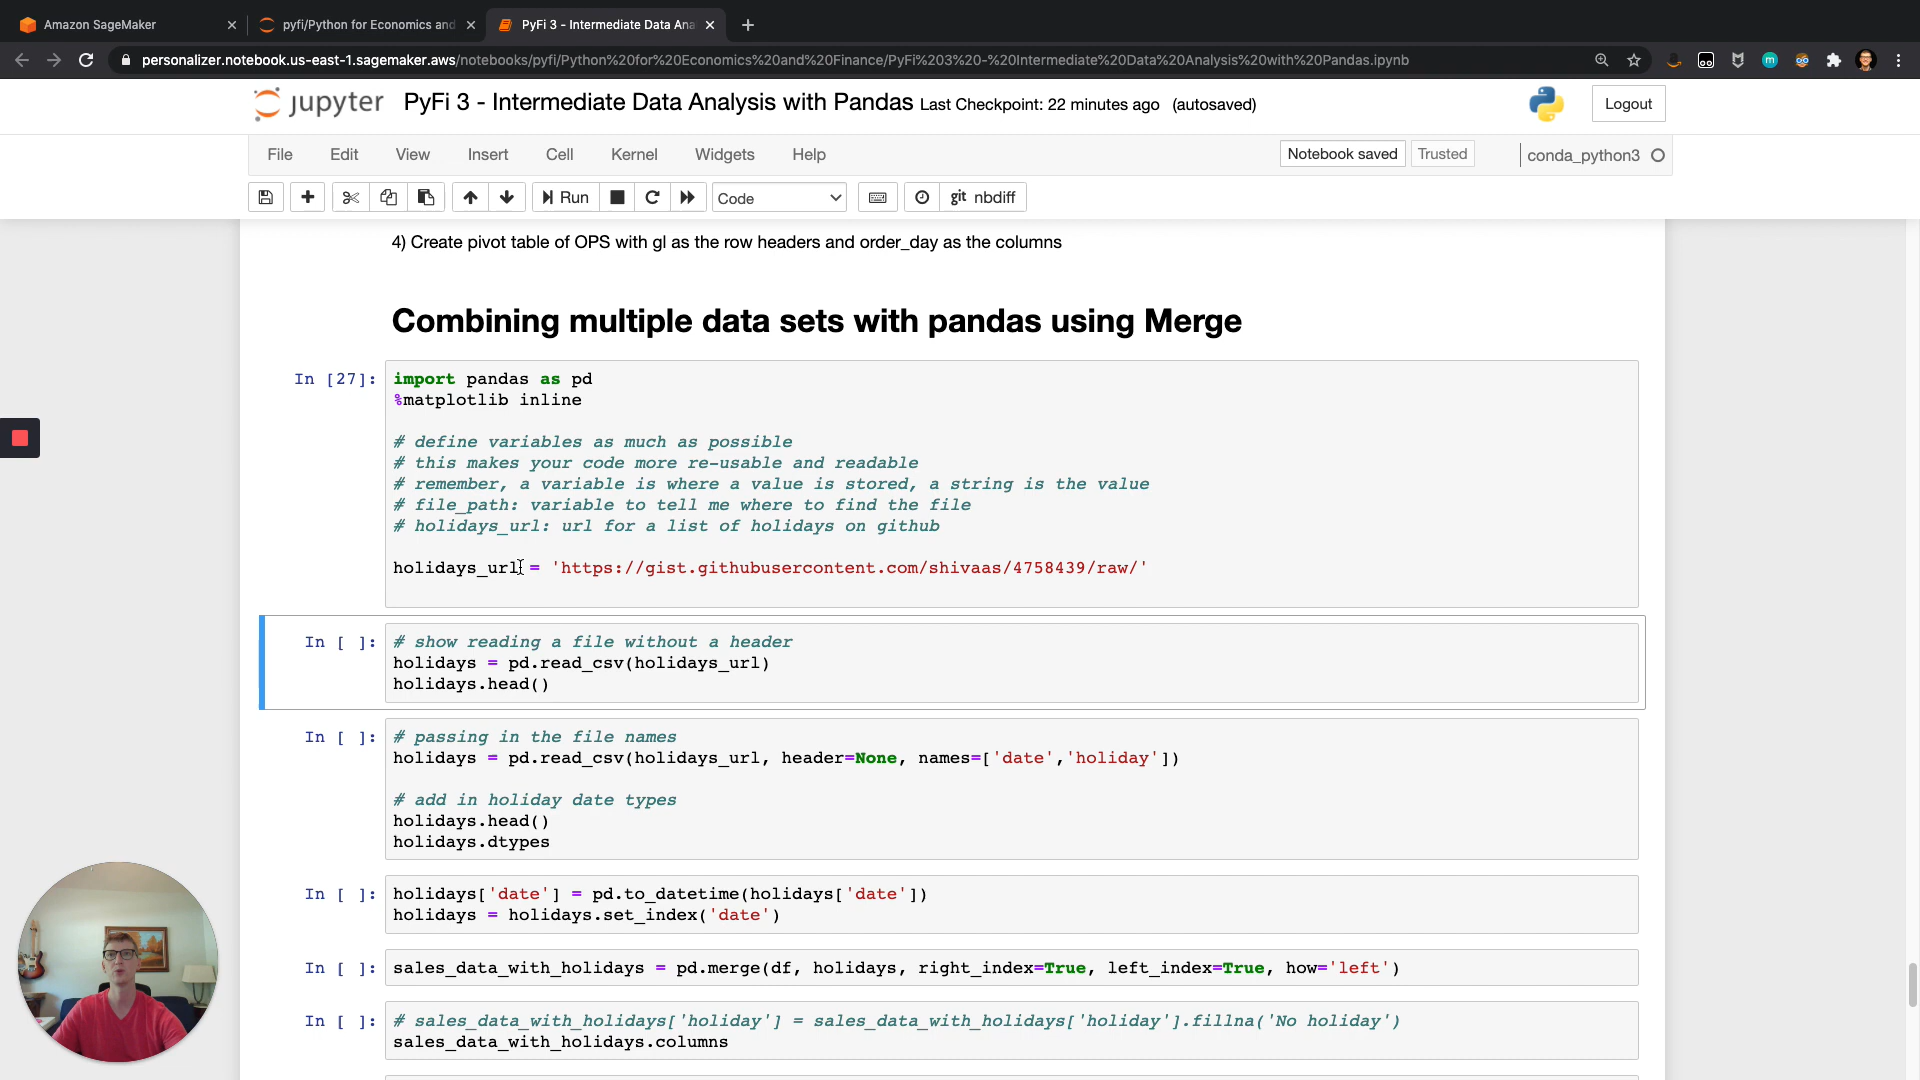 Amazon SageMaker
pyfi/Python for Economics and
PyFi 3 - Intermediate Data Ana
personalizer.notebook.us-east-1.sagemaker.aws/notebooks/pyfi/Python%20for%20Economics%20and%20Finance/PyFi%203%20-%20Intermediate%20Data%20Analysis%20with%20Pandas.ipynb
jupyter PyFi 3 - Intermediate Data Analysis with Pandas Last Checkpoint: 22 minutes ago (autosaved)
Logout
File Edit View Insert Cell Kernel Widgets Help
Notebook saved Trusted conda_python3
Run Code git nbdiff
4) Create pivot table of OPS with gl as the row headers and order_day as the columns
Combining multiple data sets with pandas using Merge
In [27]: import pandas as pd
%matplotlib inline
# define variables as much as possible
# this makes your code more re-usable and readable
# remember, a variable is where a value is stored, a string is the value
# file_path: variable to tell me where to find the file
# holidays_url: url for a list of holidays on github
holidays_url = 'https://gist.githubusercontent.com/shivaas/4758439/raw/'
In [ ]: # show reading a file without a header
holidays = pd.read_csv(holidays_url)
holidays.head()
In [ ]: # passing in the file names
holidays = pd.read_csv(holidays_url, header=None, names=['date','holiday'])
# add in holiday date types
holidays.head()
holidays.dtypes
In [ ]: holidays['date'] = pd.to_datetime(holidays['date'])
holidays = holidays.set_index('date')
In [ ]: sales_data_with_holidays = pd.merge(df, holidays, right_index=True, left_index=True, how='left')
In [ ]: # sales_data_with_holidays['holiday'] = sales_data_with_holidays['holiday'].fillna('No holiday')
sales_data_with_holidays.columns